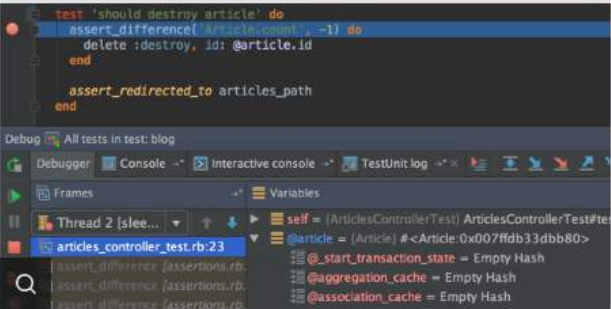 test 'should destroy article' do
assert_difference('Article.count', -1) do
delete :destroy, id: @article.id
end
assert_redirected_to articles_path
end
Debug All tests in test: blog
Debugger Console Interactive console TestUnit log
Frames
Variables
Thread 2 [slee...
self = {ArticlesControllerTest} ArticlesControllerTest#tes
articles_controller_test.rb:23
@article = {Article} #<Article:0x007ffdb33dbb80>
assert_difference [assertions.rb:
@_start_transaction_state = Empty Hash
assert_difference [assertions.rb:
@aggregation_cache = Empty Hash
assert_difference [assertions.rb:
@association_cache = Empty Hash